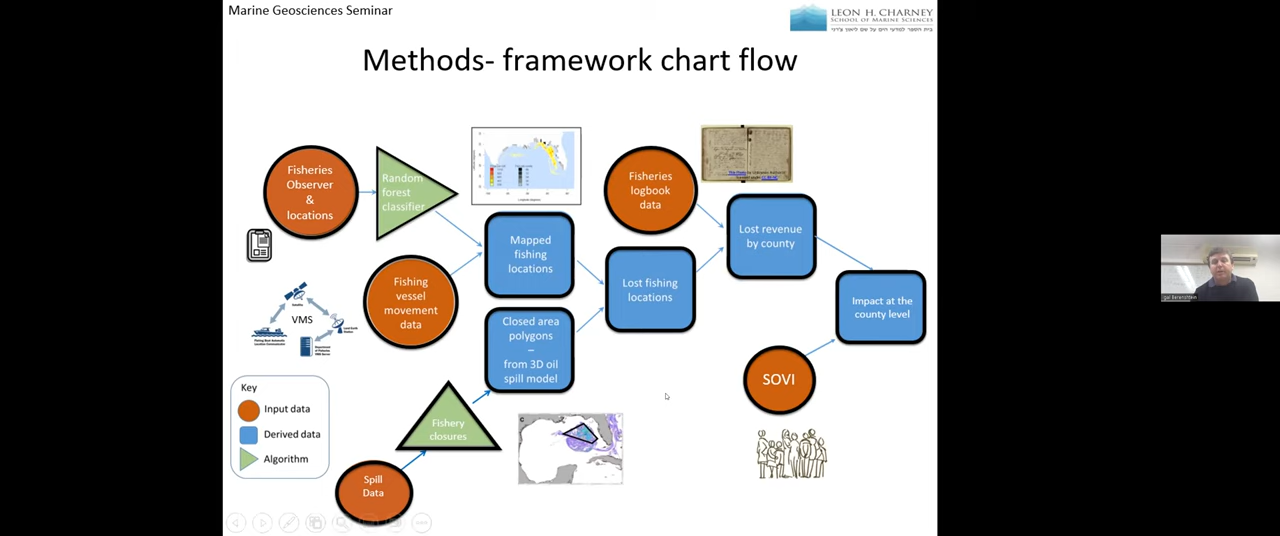 Marine Geosciences Seminar
LEON H. CHARNEY
SCHOOL OF MARINE SCIENCES
בית הספר למדעי הים על שם ליאון צ'רני
Methods- framework chart flow
Fisheries
Observer
&
locations
Random
forest
classifier
Fisheries
logbook
data
Mapped
fishing
locations
Lost revenue
by county
Fishing
vessel
movement
data
Lost fishing
locations
VMS
Closed area
polygons
–
from 3D oil
spill model
Impact at the
county level
SOVI
Key
Input data
Derived data
Algorithm
Fishery
closures
C
Spill
Data
Igal Berenshtein